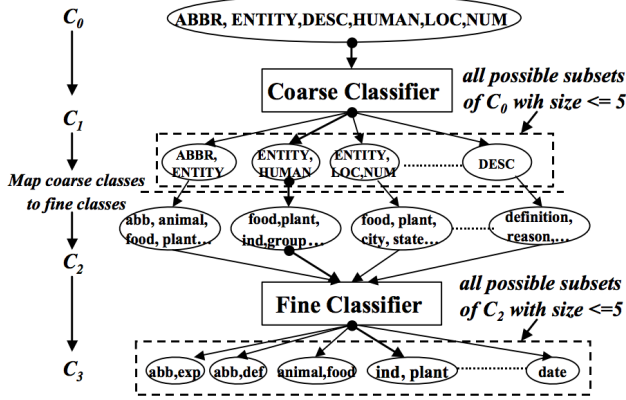 C0
ABBR, ENTITY,DESC,HUMAN,LOC,NUM
Coarse Classifier
all possible subsets
of C0 wih size <= 5
C1
ABBR,
ENTITY
ENTITY,
HUMAN
ENTITY,
LOC,NUM
DESC
Map coarse classes
to fine classes
abb, animal,
food, plant...
food,plant,
ind,group...
food, plant,
city, state...
definition,
reason,...
C2
Fine Classifier
all possible subsets
of C2 with size <=5
C3
abb,exp
abb,def
animal,food
ind, plant
date